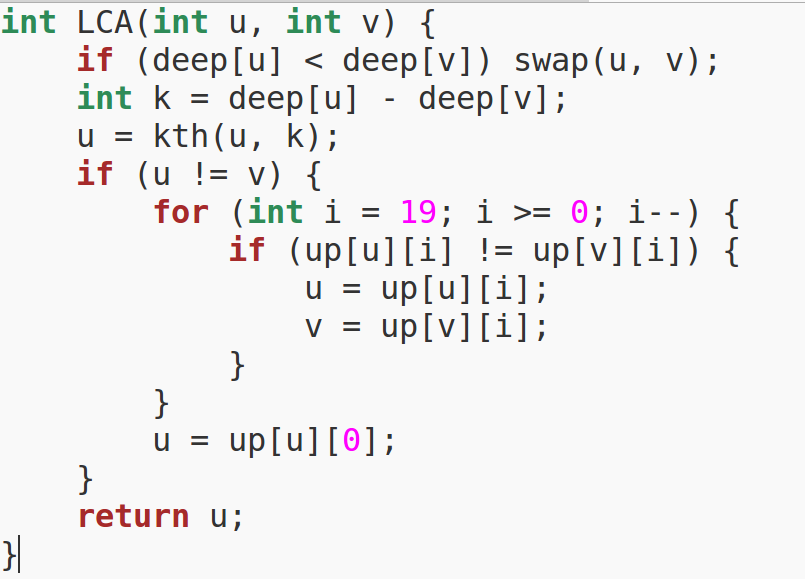 int LCA(int u, int v) {
    if (deep[u] < deep[v]) swap(u, v);
    int k = deep[u] - deep[v];
    u = kth(u, k);
    if (u != v) {
        for (int i = 19; i >= 0; i--) {
            if (up[u][i] != up[v][i]) {
                u = up[u][i];
                v = up[v][i];
            }
        }
        u = up[u][0];
    }
    return u;
}